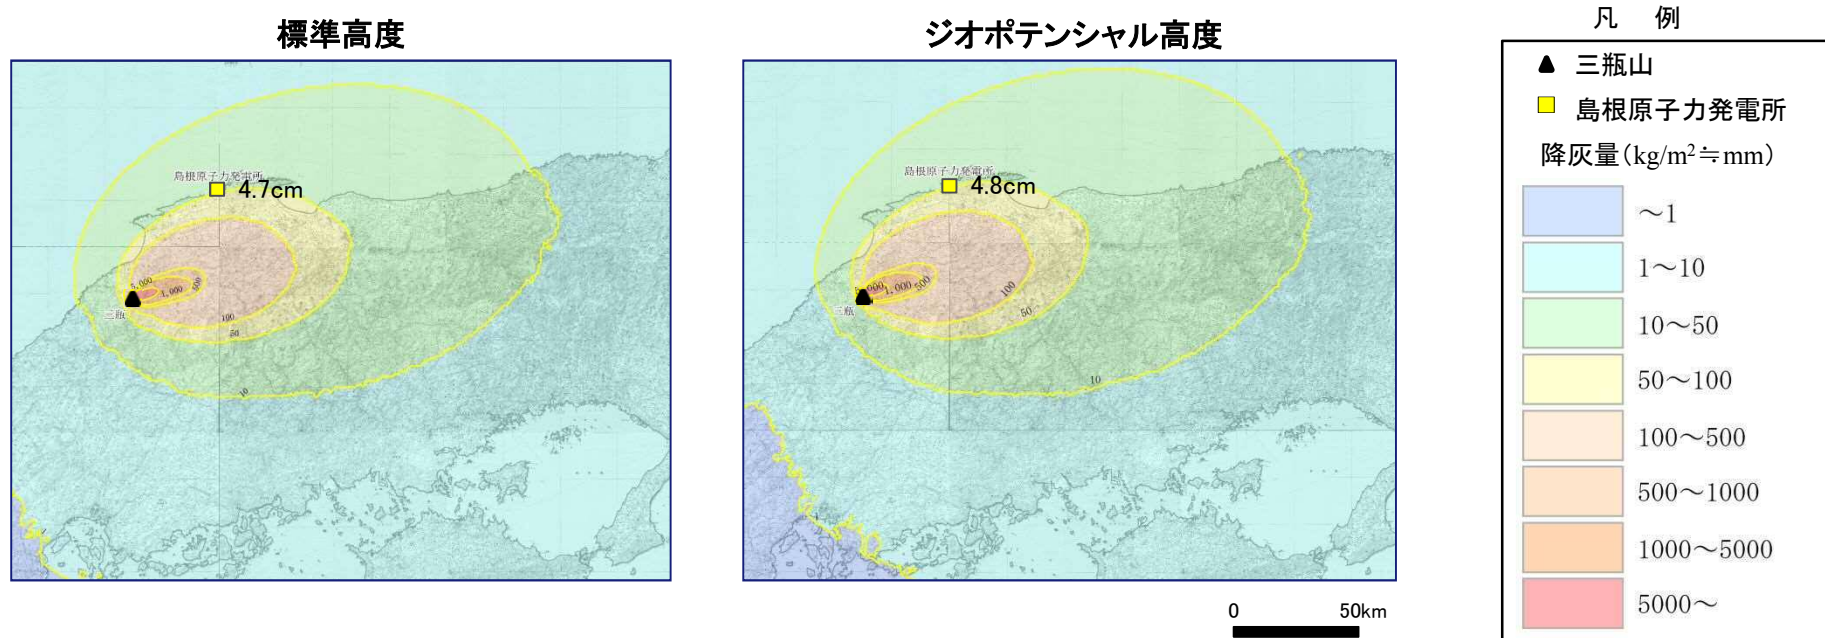 標準高度
島根原子力発電所
4.7cm
5,000
1,000
500
三瓶
100
50
10
ジオポテンシャル高度
島根原子力発電所
4.8cm
1,000
500
三瓶
100
50
10
0 50km
凡 例
三瓶山
島根原子力発電所
降灰量(kg/m²≒mm)
～1
1～10
10～50
50～100
100～500
500～1000
1000～5000
5000～